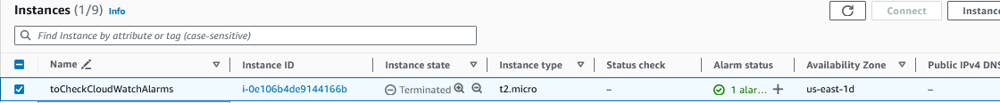 Instances (1/9) Info
Connect Instanc
Find Instance by attribute or tag (case-sensitive)
Name Instance ID Instance state Instance type Status check Alarm status Availability Zone Public IPv4 DNS
toCheckCloudWatchAlarms i-0e106b4de9144166b Terminated t2.micro – 1 alar... + us-east-1d –